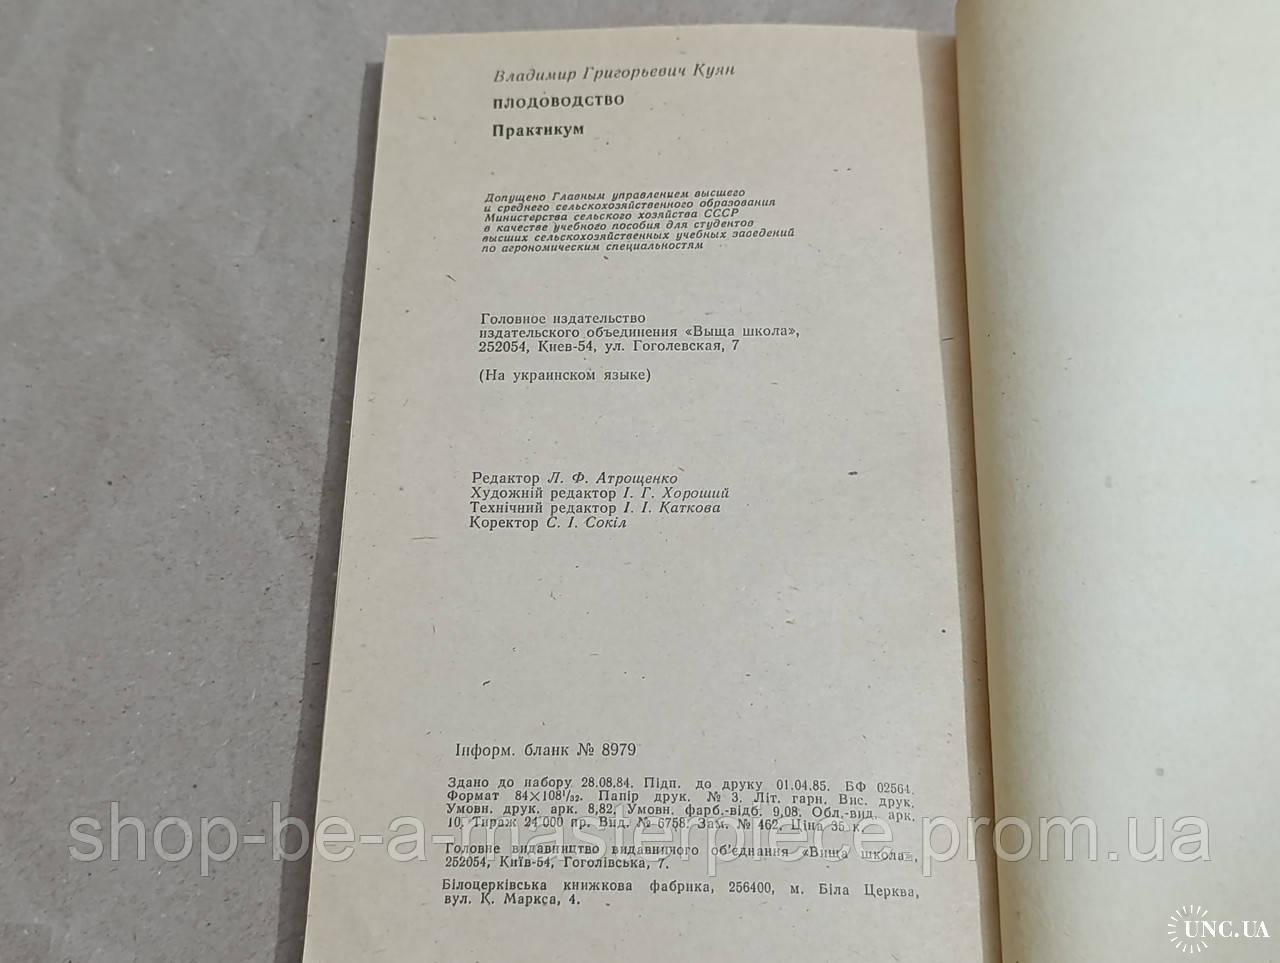 Владимир Григорьевич Куян
ПЛОДОВОДСТВО
Практикум
Допущено Главным управлением высшего
и среднего сельскохозяйственного образования
Министерства сельского хозяйства СССР
в качестве учебного пособия для студентов
высших сельскохозяйственных учебных заведений
по агрономическим специальностям
Головное издательство
издательского объединения «Выща школа»,
252054, Киев-54, ул. Гоголевская, 7
(На украинском языке)
Редактор Л. Ф. Атрощенко
Художній редактор І. Г. Хороший
Технічний редактор І. І. Каткова
Коректор С. І. Сокіл
Інформ. бланк № 8979
Здано до набору 28.08.84. Підп. до друку 01.04.85. БФ 02564.
Формат 84×108¹/₃₂. Папір друк. № 3. Літ. гарн. Вис. друк.
Умовн. друк. арк. 8,82. Умовн. фарб.-відб. 9,08. Обл.-вид. арк.
10. Тираж 24 000 пр. Вид. № 6758. Зам. № 462. Ціна 35 к.
Головне видавництво видавничого об'єднання «Вища школа»,
252054, Київ-54, Гоголівська, 7.
Білоцерківська книжкова фабрика, 256400, м. Біла Церква,
вул. К. Маркса, 4.
shop-be-a-masterpiece.prom.ua
UNC.UA